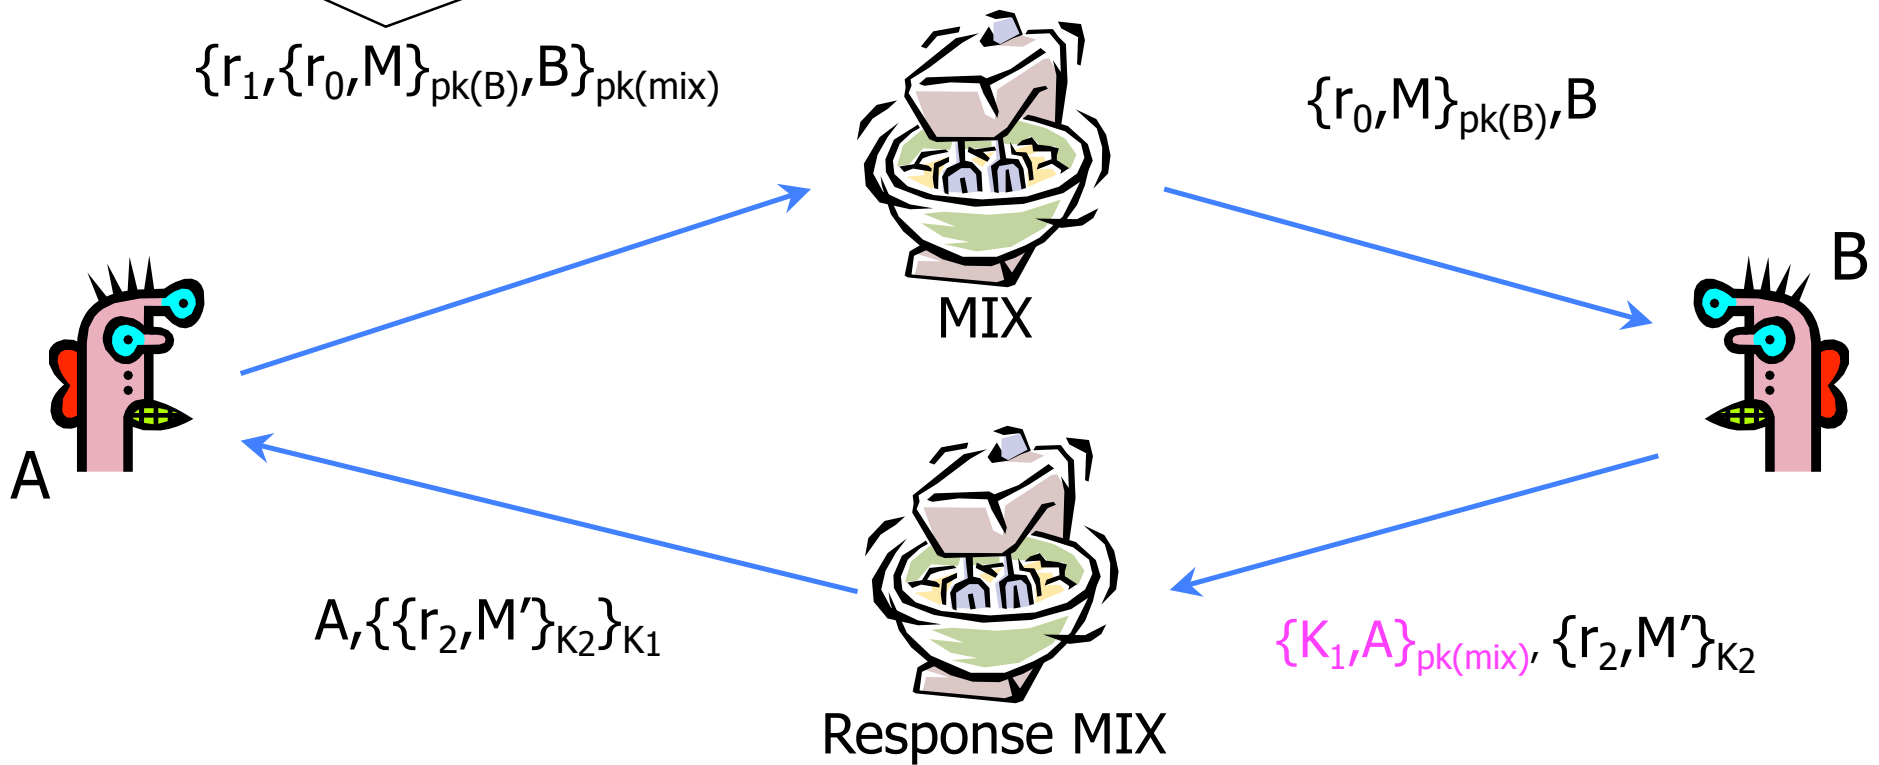 {r₁,{r₀,M}pk(B),B}pk(mix)
{r₀,M}pk(B),B
B
MIX
A
A,{{r₂,M’}K₂}K₁
{K₁,A}pk(mix), {r₂,M’}K₂
Response MIX